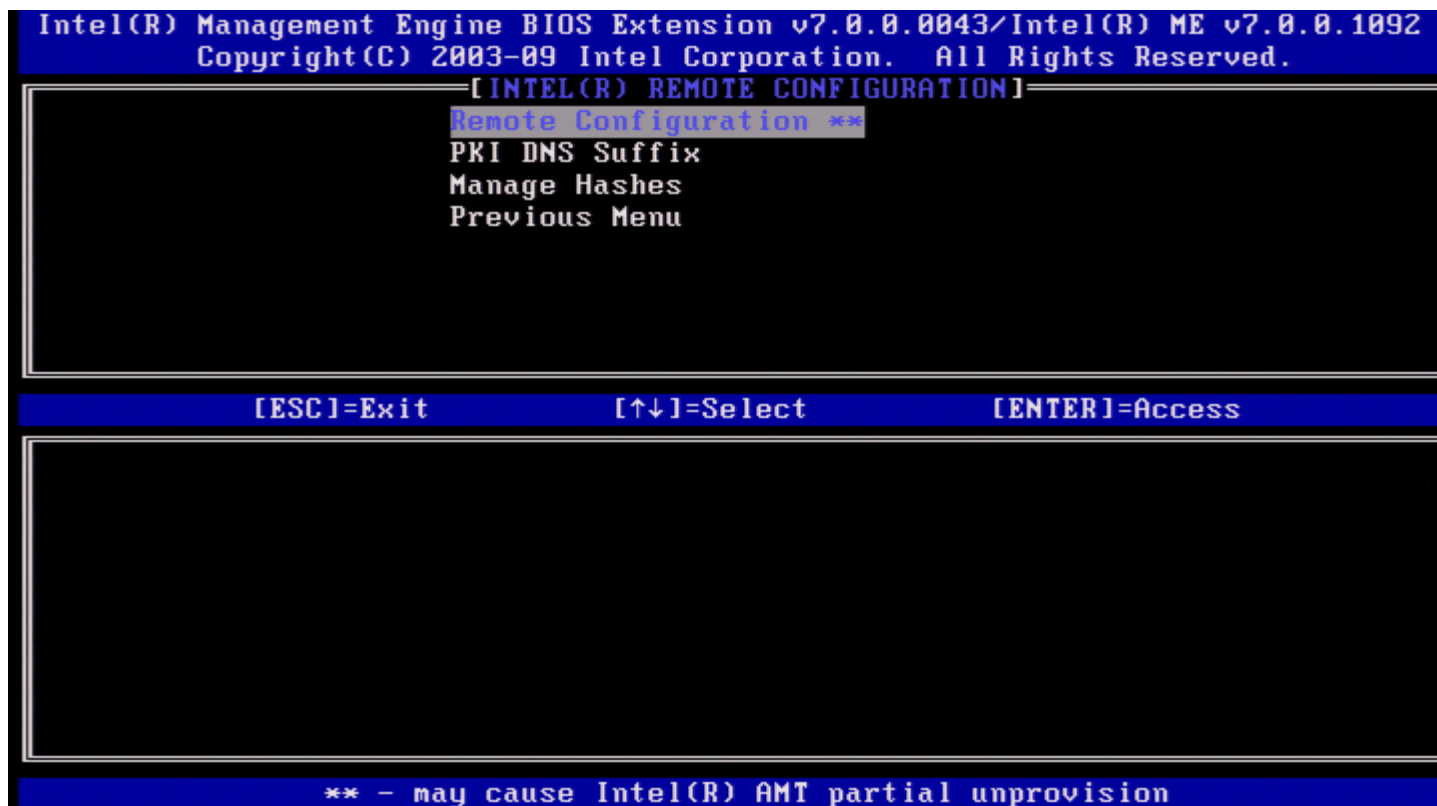 Intel(R) Management Engine BIOS Extension v7.0.0.0043/Intel(R) ME v7.0.0.1092
Copyright(C) 2003-09 Intel Corporation. All Rights Reserved.
[INTEL(R) REMOTE CONFIGURATION]
Remote Configuration **
PKI DNS Suffix
Manage Hashes
Previous Menu
[ESC]=Exit [↑↓]=Select [ENTER]=Access
** - may cause Intel(R) AMT partial unprovision